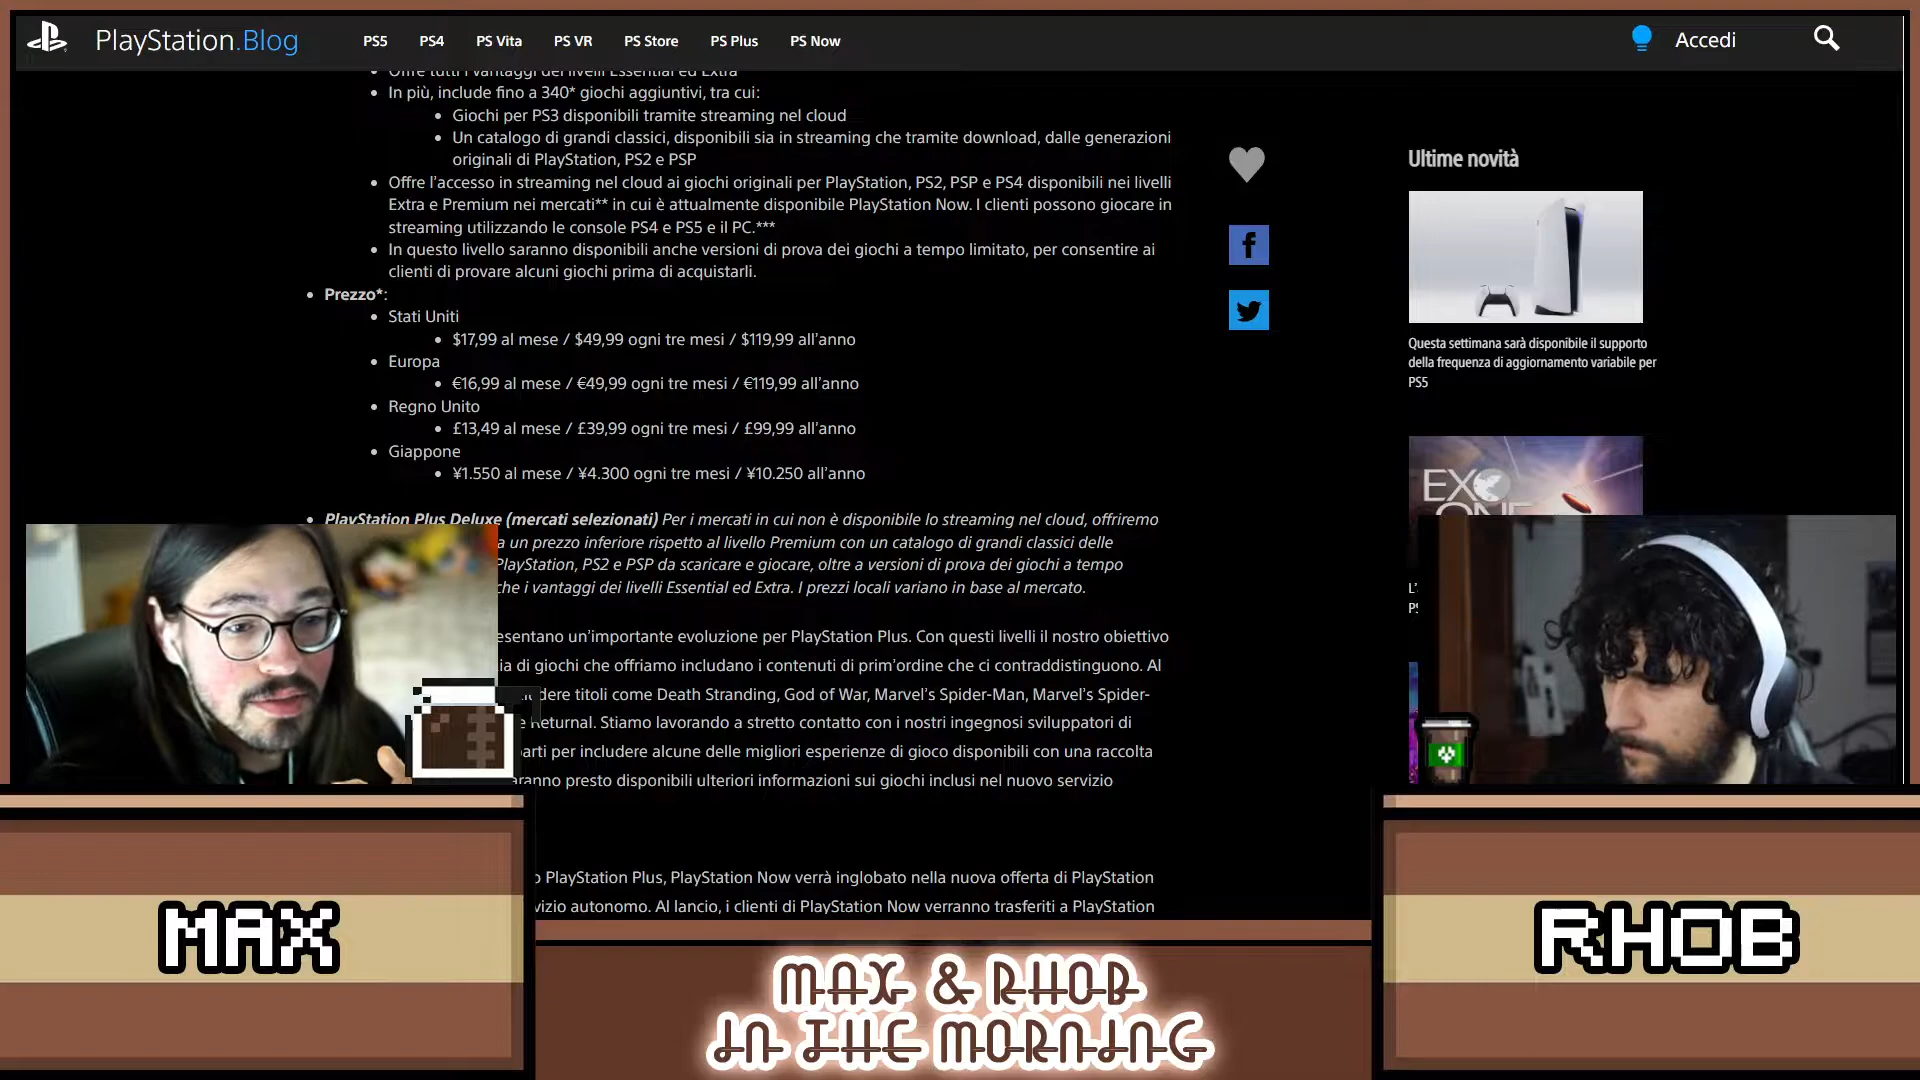 PlayStation.Blog
PS5 PS4 PS Vita PS VR PS Store PS Plus PS Now
Accedi
Offre tutti i vantaggi dei livelli Essential ed Extra
In più, include fino a 340* giochi aggiuntivi, tra cui:
Giochi per PS3 disponibili tramite streaming nel cloud
Un catalogo di grandi classici, disponibili sia in streaming che tramite download, dalle generazioni
originali di PlayStation, PS2 e PSP
Offre l'accesso in streaming nel cloud ai giochi originali per PlayStation, PS2, PSP e PS4 disponibili nei livelli
Extra e Premium nei mercati** in cui è attualmente disponibile PlayStation Now. I clienti possono giocare in
streaming utilizzando le console PS4 e PS5 e il PC.***
In questo livello saranno disponibili anche versioni di prova dei giochi a tempo limitato, per consentire ai
clienti di provare alcuni giochi prima di acquistarli.
Prezzo*:
Stati Uniti
$17,99 al mese / $49,99 ogni tre mesi / $119,99 all'anno
Europa
€16,99 al mese / €49,99 ogni tre mesi / €119,99 all'anno
Regno Unito
£13,49 al mese / £39,99 ogni tre mesi / £99,99 all'anno
Giappone
¥1.550 al mese / ¥4.300 ogni tre mesi / ¥10.250 all'anno
PlayStation Plus Deluxe (mercati selezionati) Per i mercati in cui non è disponibile lo streaming nel cloud, offriremo
a un prezzo inferiore rispetto al livello Premium con un catalogo di grandi classici delle
PlayStation, PS2 e PSP da scaricare e giocare, oltre a versioni di prova dei giochi a tempo
che i vantaggi dei livelli Essential ed Extra. I prezzi locali variano in base al mercato.
esentano un'importante evoluzione per PlayStation Plus. Con questi livelli il nostro obiettivo
ia di giochi che offriamo includano i contenuti di prim'ordine che ci contraddistinguono. Al
dere titoli come Death Stranding, God of War, Marvel's Spider-Man, Marvel's Spider-
e Returnal. Stiamo lavorando a stretto contatto con i nostri ingegnosi sviluppatori di
parti per includere alcune delle migliori esperienze di gioco disponibili con una raccolta
aranno presto disponibili ulteriori informazioni sui giochi inclusi nel nuovo servizio
o PlayStation Plus, PlayStation Now verrà inglobato nella nuova offerta di PlayStation
vizio autonomo. Al lancio, i clienti di PlayStation Now verranno trasferiti a PlayStation
Ultime novità
Questa settimana sarà disponibile il supporto
della frequenza di aggiornamento variabile per
PS5
EXO
ONE
L'
MAX
RHOB
MAX & RHOB
IN THE MORNING